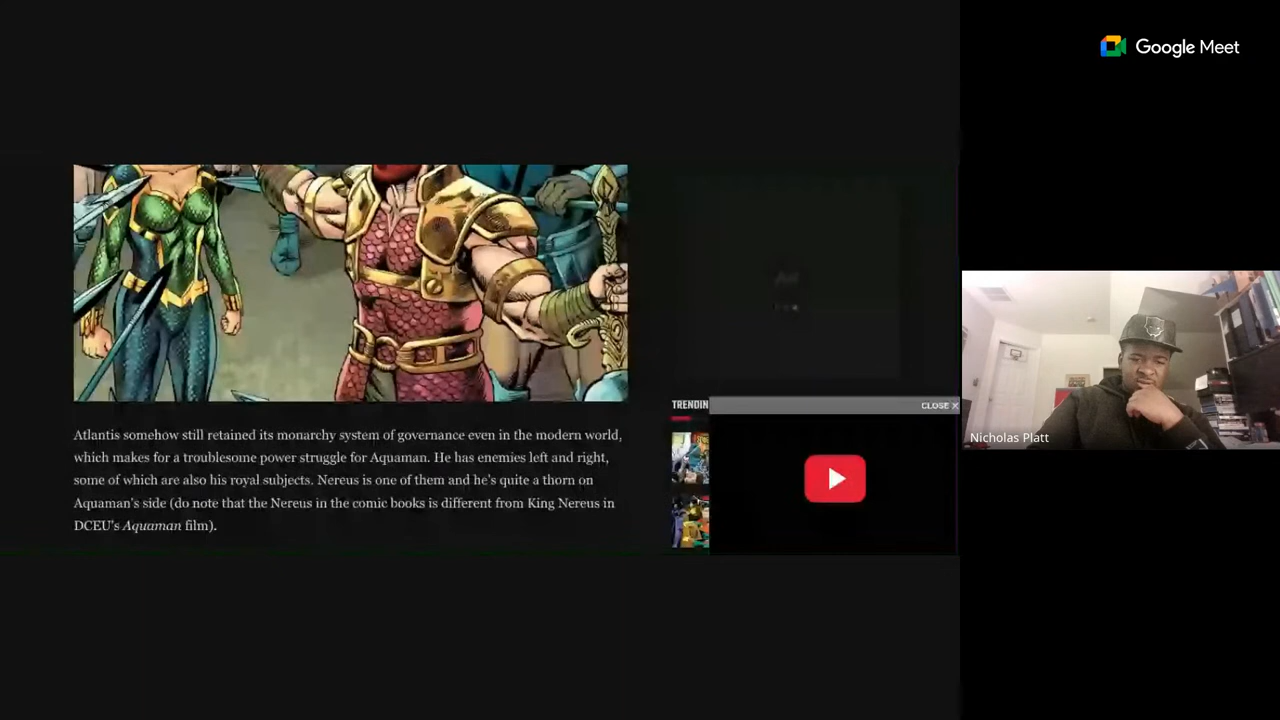 Google Meet
TRENDIN
CLOSE X
Atlantis somehow still retained its monarchy system of governance even in the modern world,
which makes for a troublesome power struggle for Aquaman. He has enemies left and right,
some of which are also his royal subjects. Nereus is one of them and he's quite a thorn on
Aquaman's side (do note that the Nereus in the comic books is different from King Nereus in
DCEU's Aquaman film).
Nicholas Platt